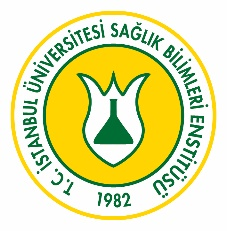 T.C. İSTANBUL ÜNİVERSİTESİ SAĞLIK BİLİMLERİ ENSTİTÜSÜ
1982